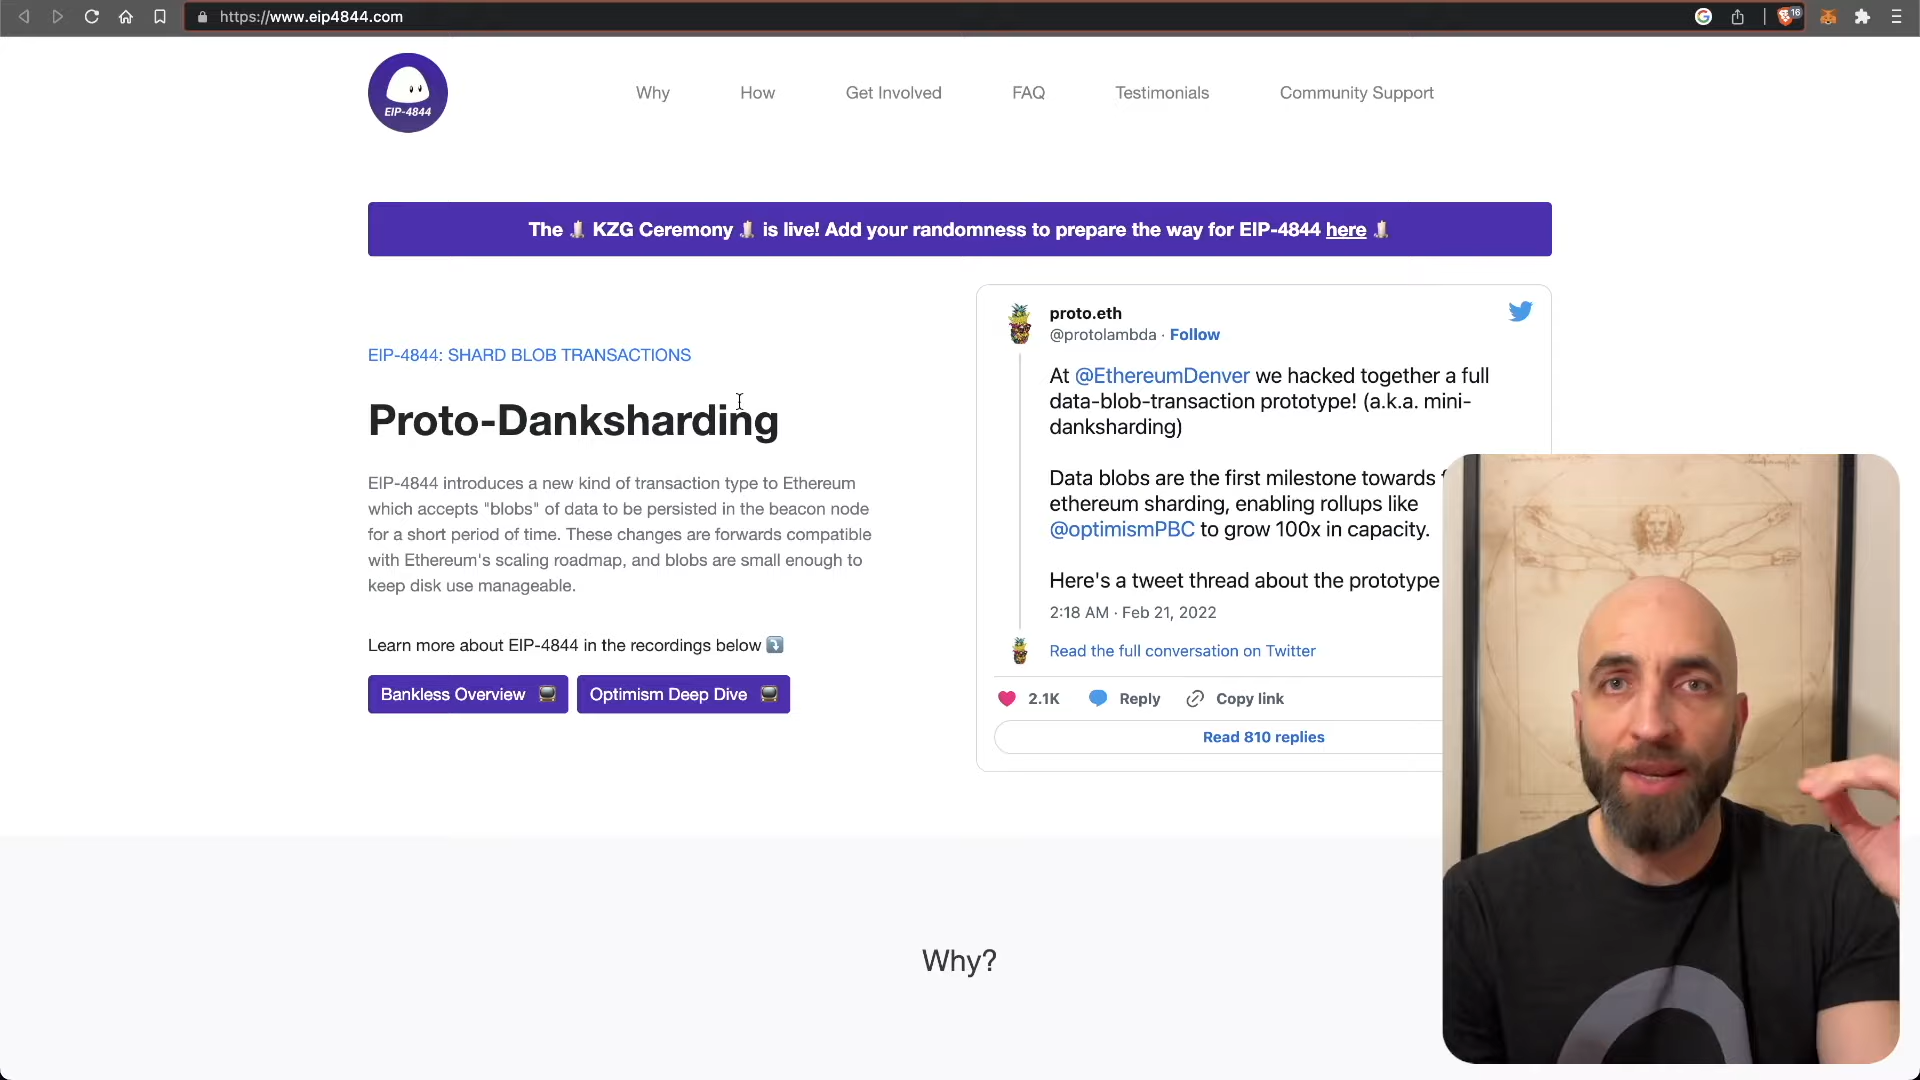 https://www.eip4844.com
16
EIP-4844
Why
How
Get Involved
FAQ
Testimonials
Community Support
The 🕯 KZG Ceremony 🕯 is live! Add your randomness to prepare the way for EIP-4844 here 🕯
EIP-4844: SHARD BLOB TRANSACTIONS
Proto-Danksharding
EIP-4844 introduces a new kind of transaction type to Ethereum
which accepts "blobs" of data to be persisted in the beacon node
for a short period of time. These changes are forwards compatible
with Ethereum's scaling roadmap, and blobs are small enough to
keep disk use manageable.
Learn more about EIP-4844 in the recordings below ⤵️
Bankless Overview 📺
Optimism Deep Dive 📺
proto.eth
@protolambda · Follow
At @EthereumDenver we hacked together a full
data-blob-transaction prototype! (a.k.a. mini-
danksharding)
Data blobs are the first milestone towards
ethereum sharding, enabling rollups like
@optimismPBC to grow 100x in capacity.
Here's a tweet thread about the prototype
2:18 AM · Feb 21, 2022
Read the full conversation on Twitter
2.1K
Reply
Copy link
Read 810 replies
Why?